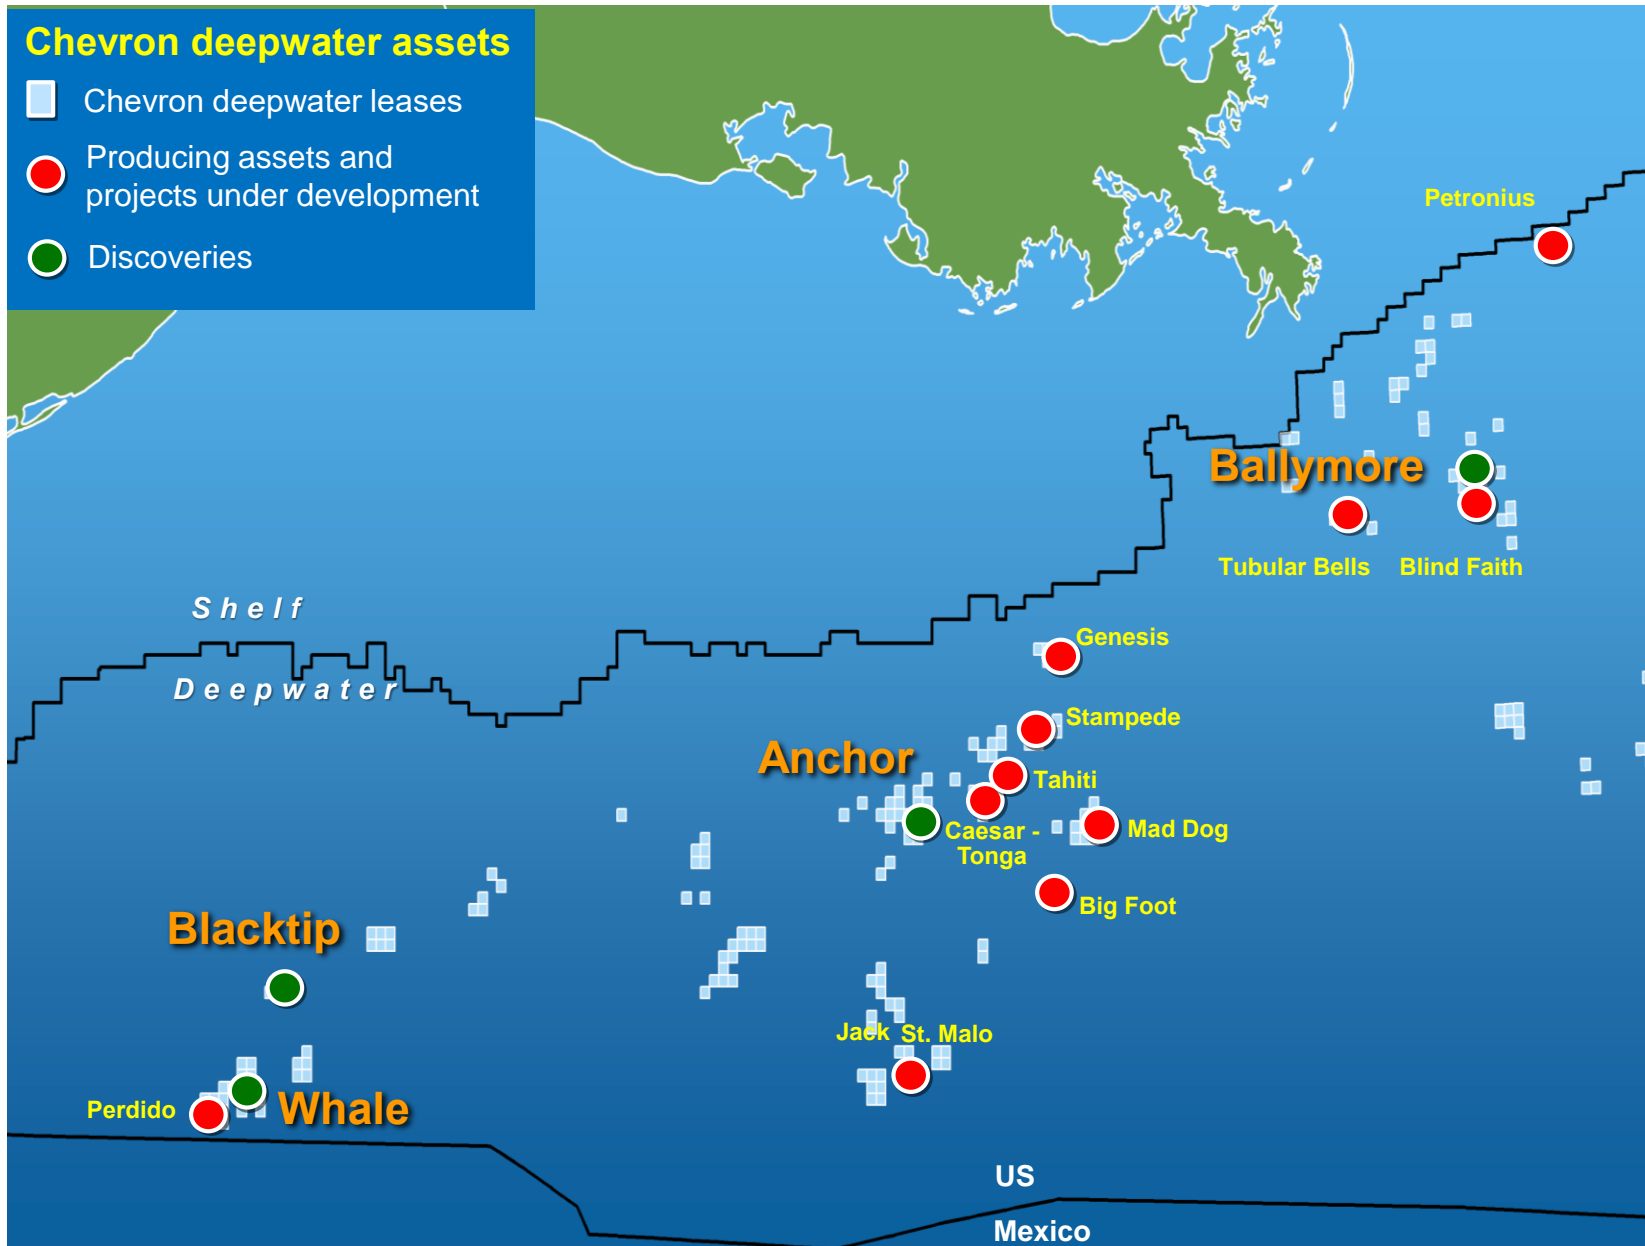 Chevron deepwater assets
Chevron deepwater leases
Producing assets and
projects under development
Discoveries
Petronius
Ballymore
Tubular Bells
Blind Faith
Shelf
Deepwater
Genesis
Stampede
Anchor
Tahiti
Caesar -
Tonga
Mad Dog
Big Foot
Blacktip
Jack
St. Malo
Perdido
Whale
US
Mexico